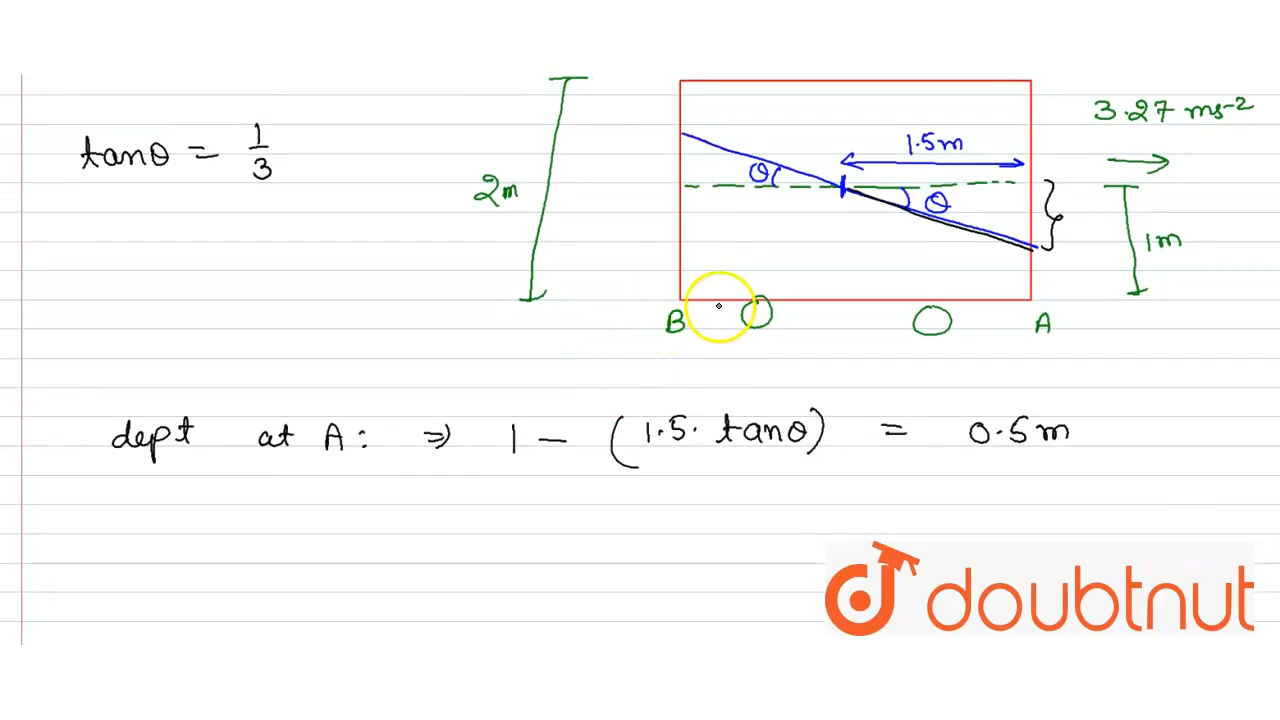 tanθ = 1/3
3.27 ms-2
1.5m
θ
θ
2m
1m
B
A
dept at A: ⇒ 1 - (1.5. tanθ) = 0.5m
doubtnut